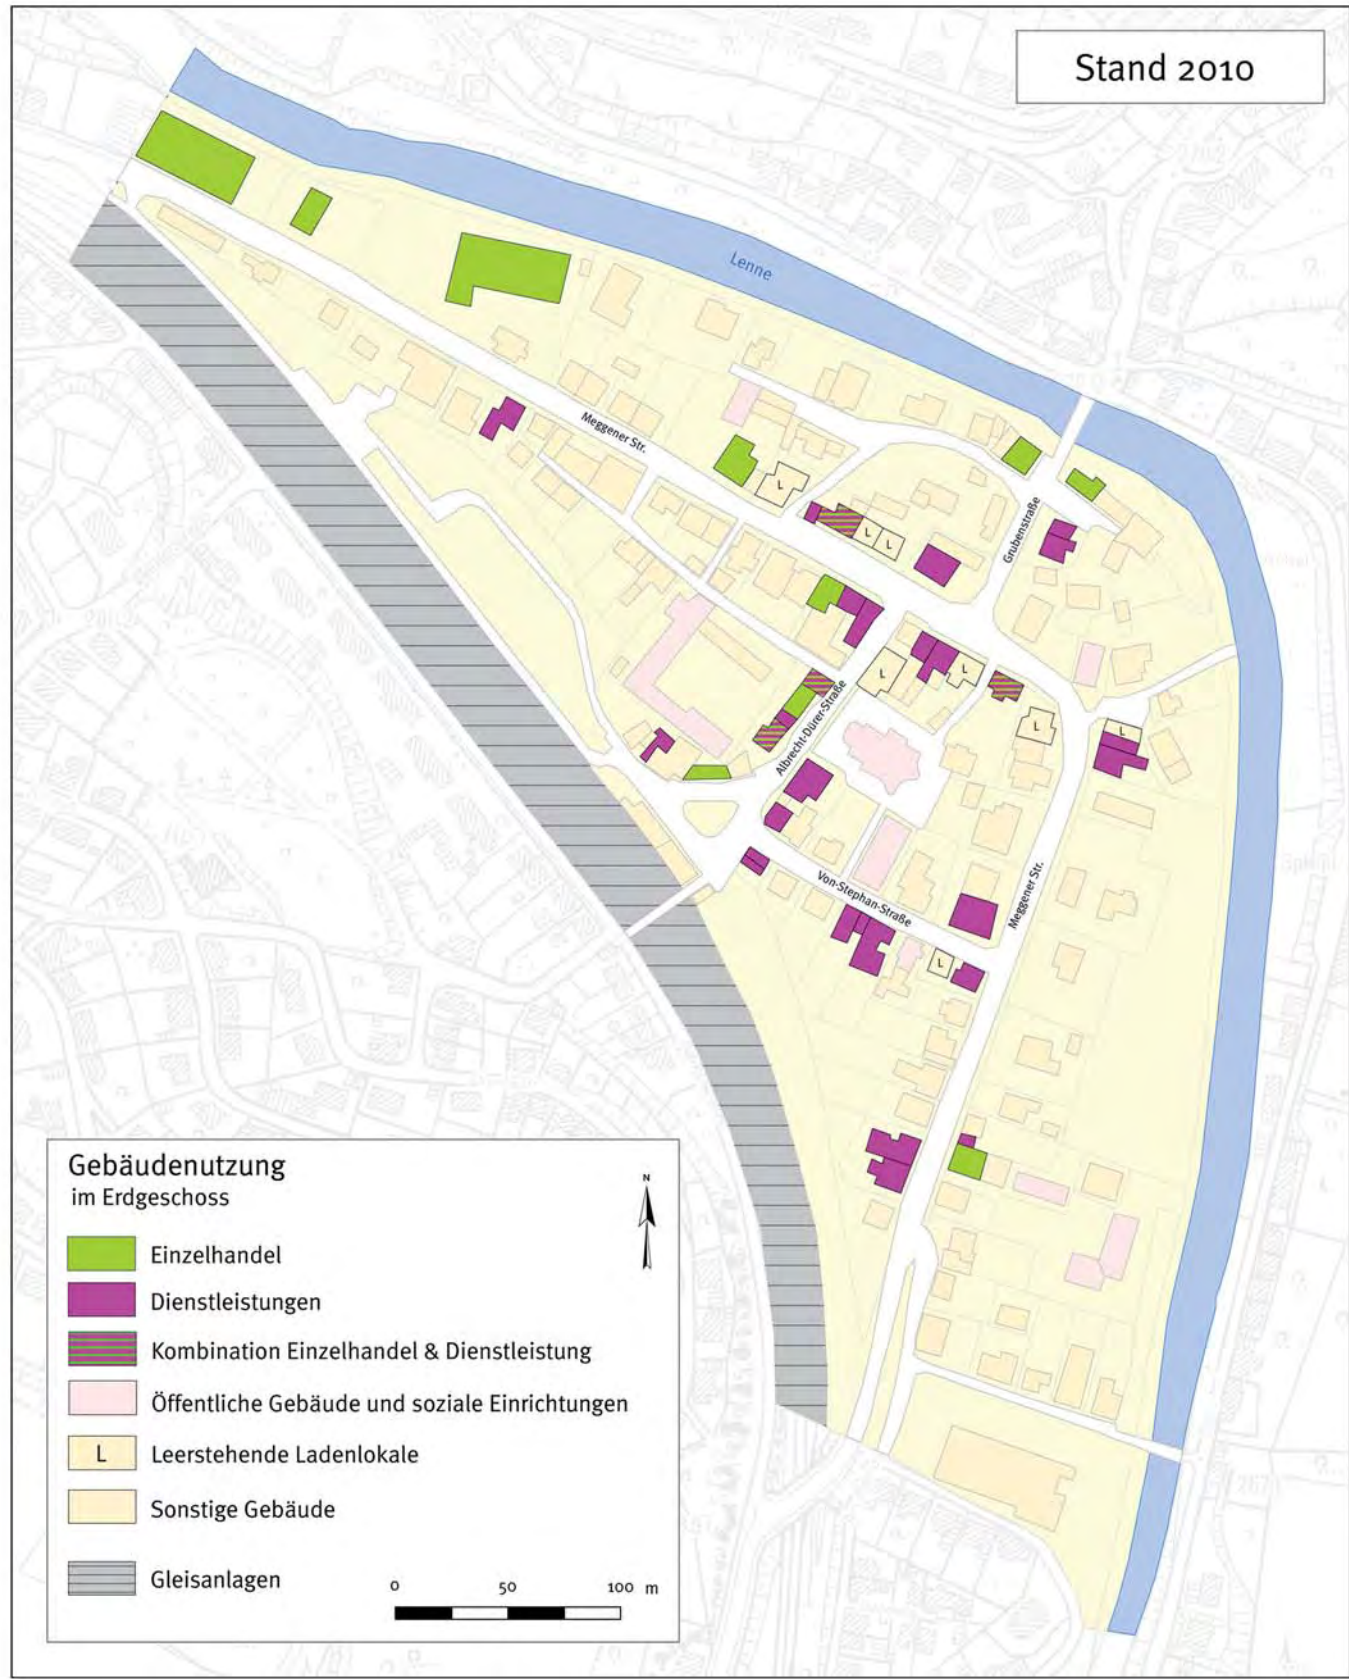 Stand 2010
Lenne
Meggener Str.
Grubenstraße
L
L
L
L
L
L
L
Albrecht-Dürer-Straße
Von-Stephan-Straße
Meggener Str.
L
Gebäudenutzung
im Erdgeschoss
N
Einzelhandel
Dienstleistungen
Kombination Einzelhandel & Dienstleistung
Öffentliche Gebäude und soziale Einrichtungen
L Leerstehende Ladenlokale
Sonstige Gebäude
Gleisanlagen
0 50 100 m